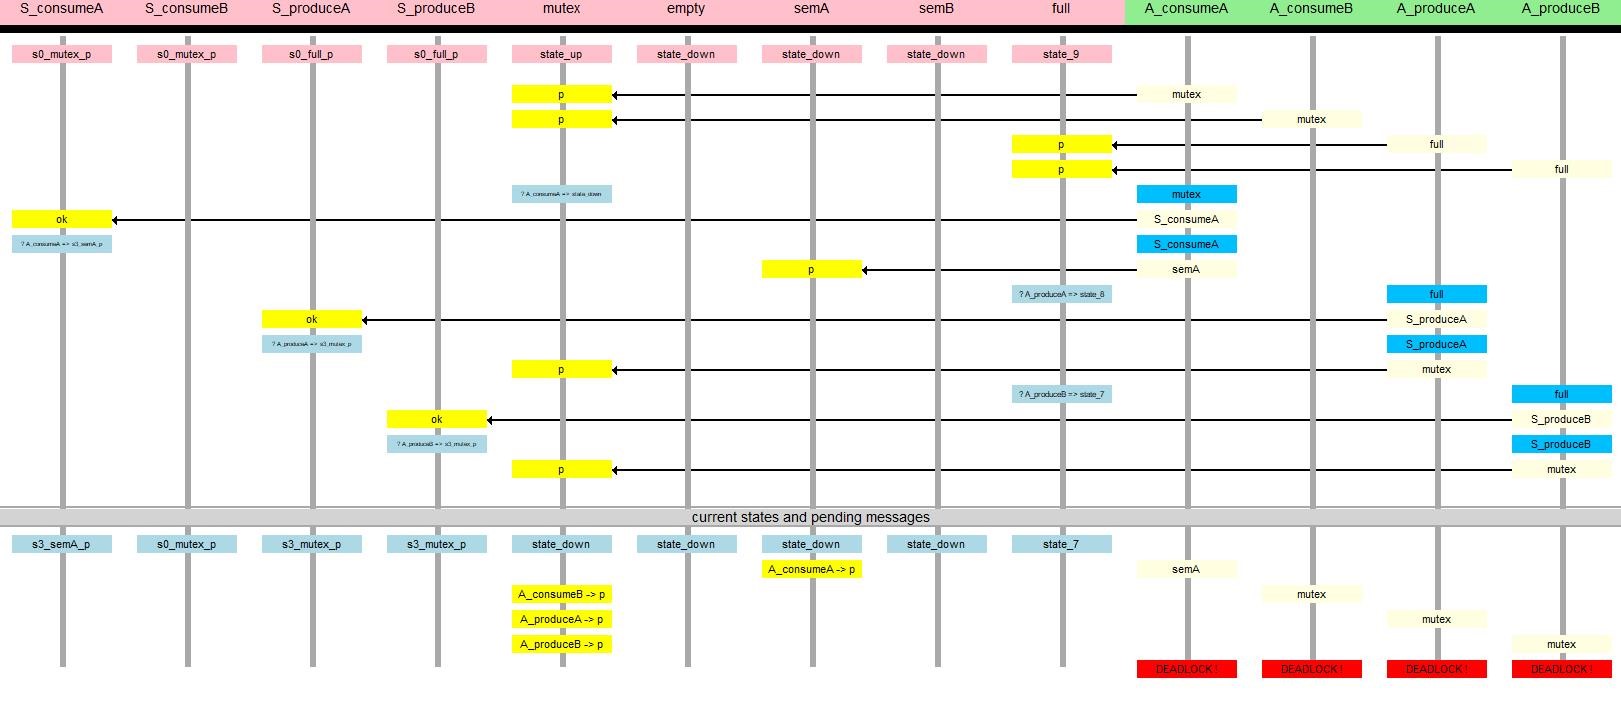 S_consumeA S_consumeB S_produceA S_produceB mutex empty semA semB full A_consumeA A_consumeB A_produceA A_produceB
s0_mutex_p s0_mutex_p s0_full_p s0_full_p state_up state_down state_down state_down state_9
p mutex
p mutex
p full
p full
? A_consumeA => state_down mutex
ok S_consumeA
? A_consumeA => s3_semA_p S_consumeA
p semA
? A_produceA => state_8 full
ok S_produceA
? A_produceA => s3_mutex_p S_produceA
p mutex
? A_produceB => state_7 full
ok S_produceB
? A_produceB => s3_mutex_p S_produceB
p mutex
current states and pending messages
s3_semA_p s0_mutex_p s3_mutex_p s3_mutex_p state_down state_down state_down state_down state_7
A_consumeA -> p semA
A_consumeB -> p mutex
A_produceA -> p mutex
A_produceB -> p mutex
DEADLOCK ! DEADLOCK ! DEADLOCK ! DEADLOCK !